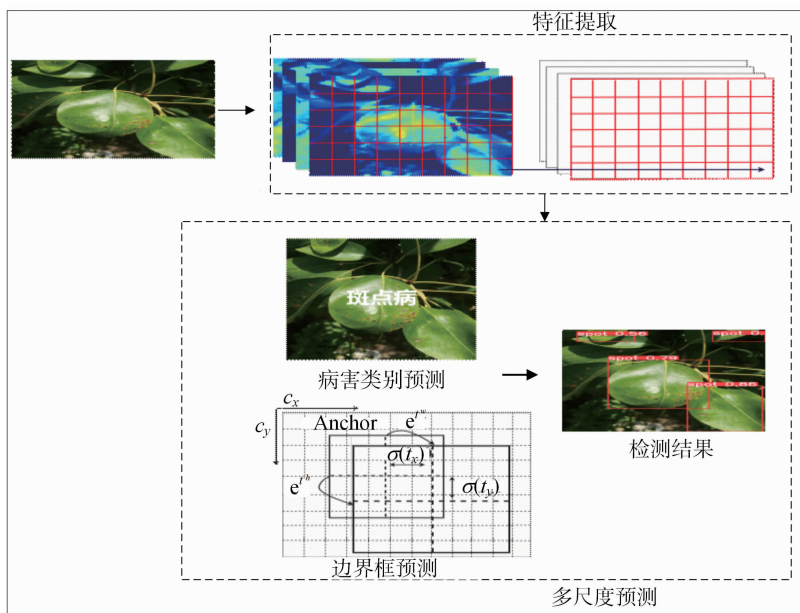 特征提取
斑点病
病害类别预测
spot 0.56
spot 0.
spot 0.79
spot 0.86
检测结果
c_x
c_y
Anchor
e^{t^w}
σ(t_x)
e^{t^h}
σ(t_y)
边界框预测
多尺度预测